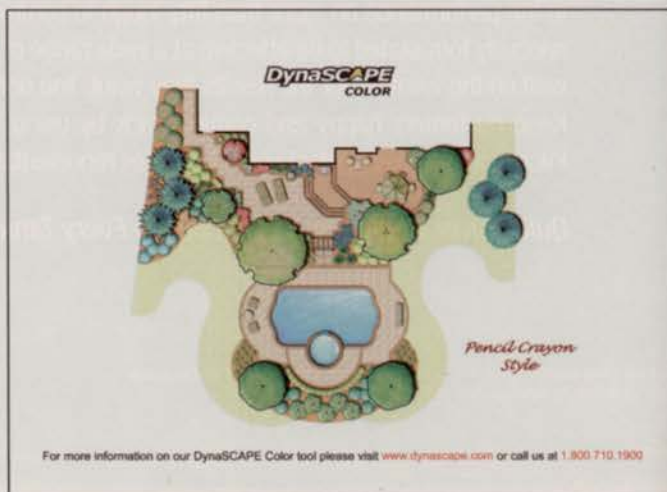 DynaSCAPE
COLOR
Pencil Crayon
Style
For more information on our DynaSCAPE Color tool please visit www.dynascape.com or call us at 1.800.710.1900